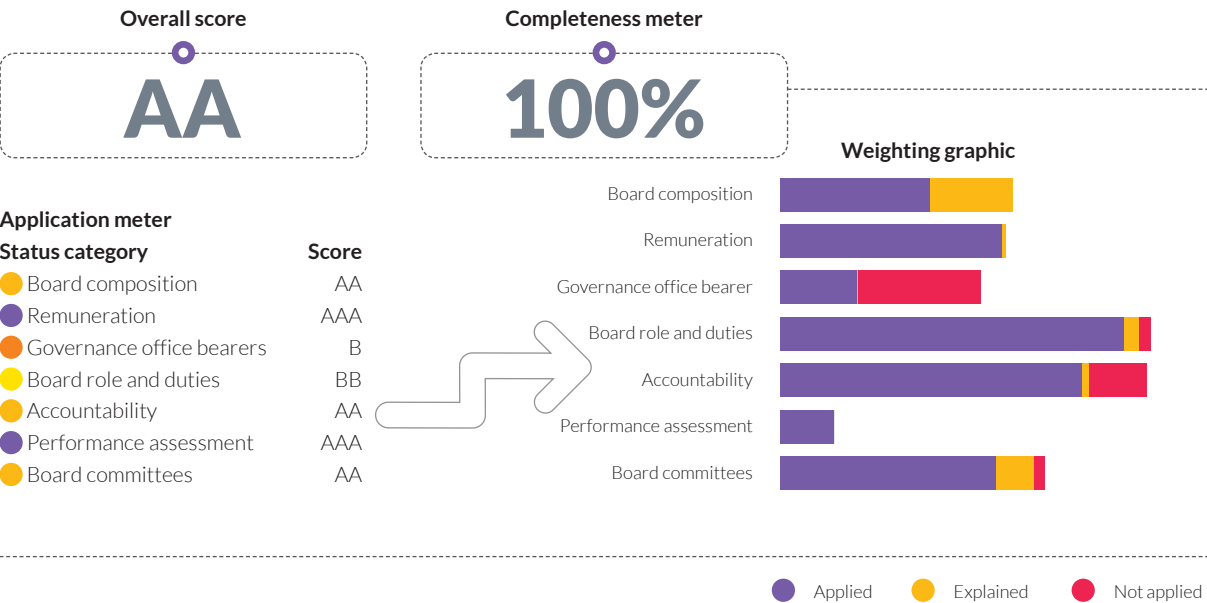 Overall score
AA
Completeness meter
100%
Application meter
Status category Score
Board composition AA
Remuneration AAA
Governance office bearers B
Board role and duties BB
Accountability AA
Performance assessment AAA
Board committees AA
Weighting graphic
Board composition
Remuneration
Governance office bearer
Board role and duties
Accountability
Performance assessment
Board committees
Applied Explained Not applied